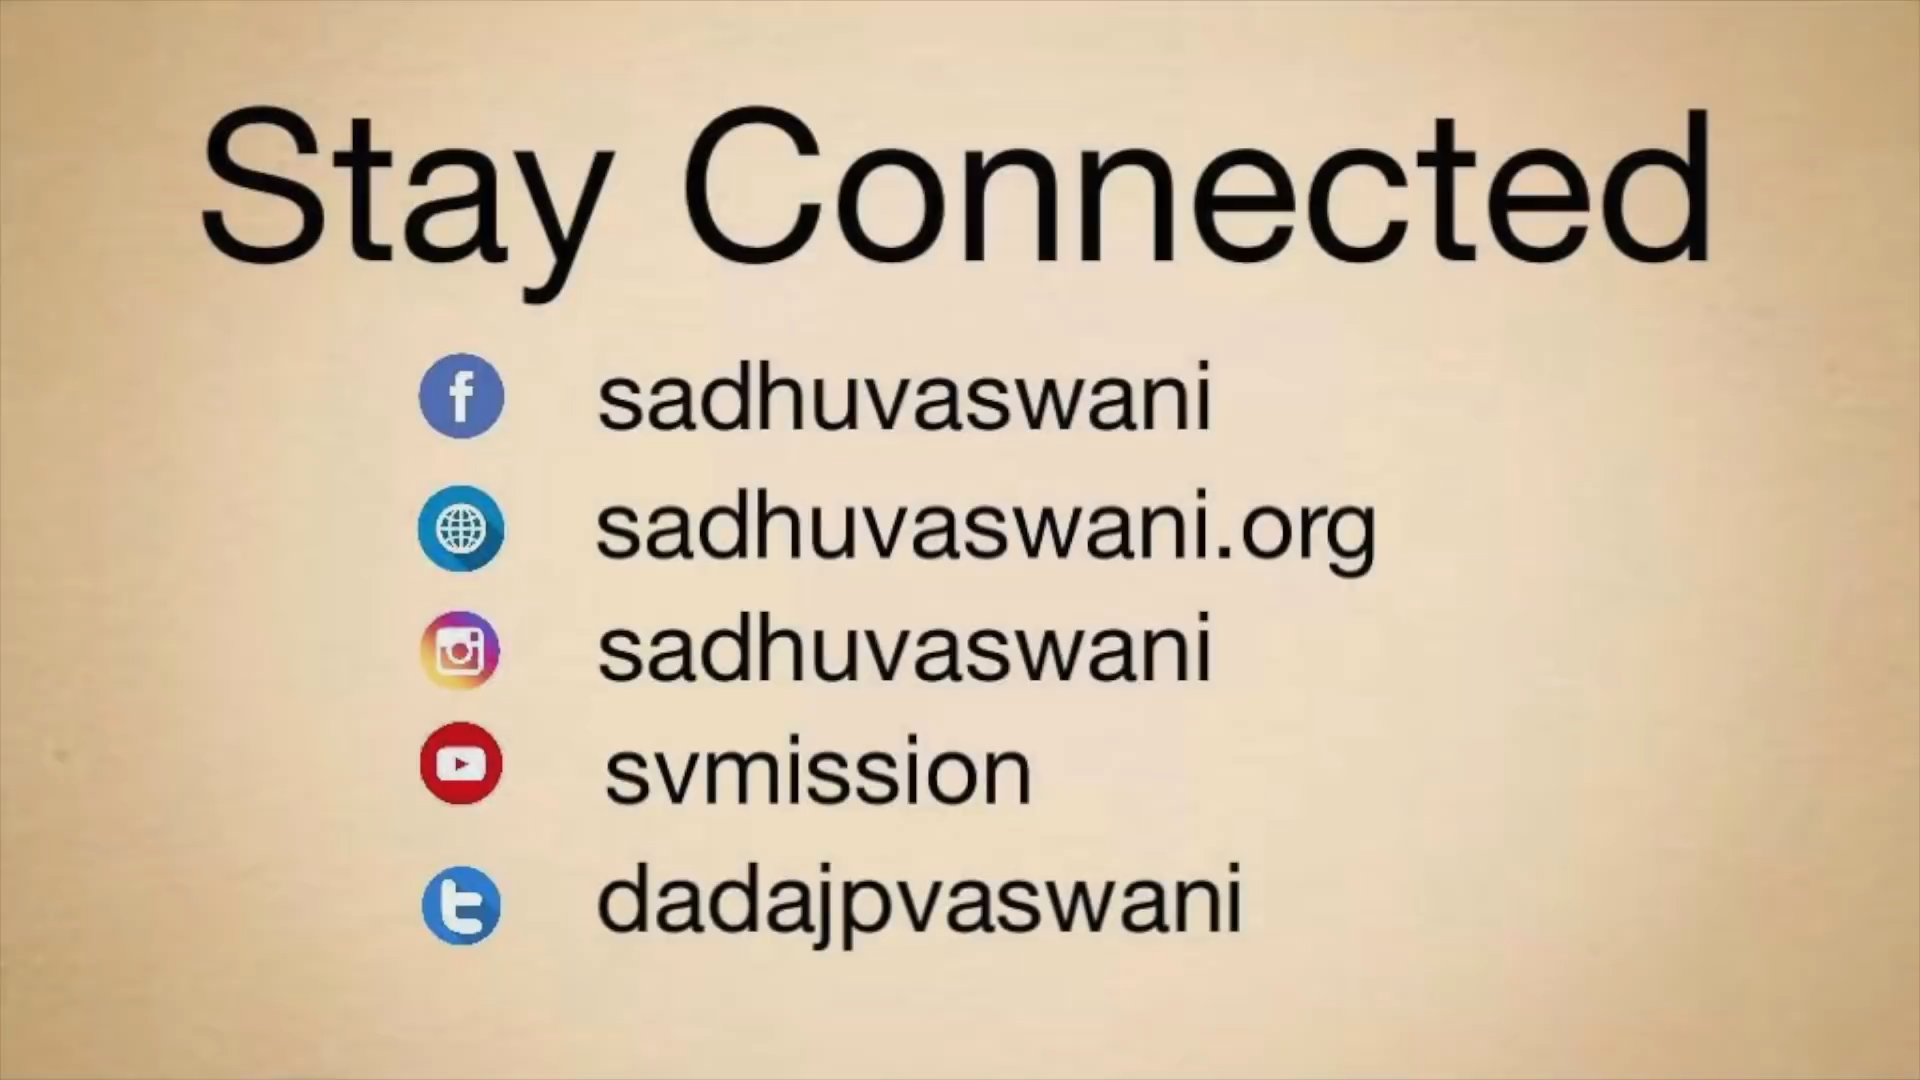 Stay Connected
sadhuvaswani
sadhuvaswani.org
sadhuvaswani
svmission
dadajpvaswani